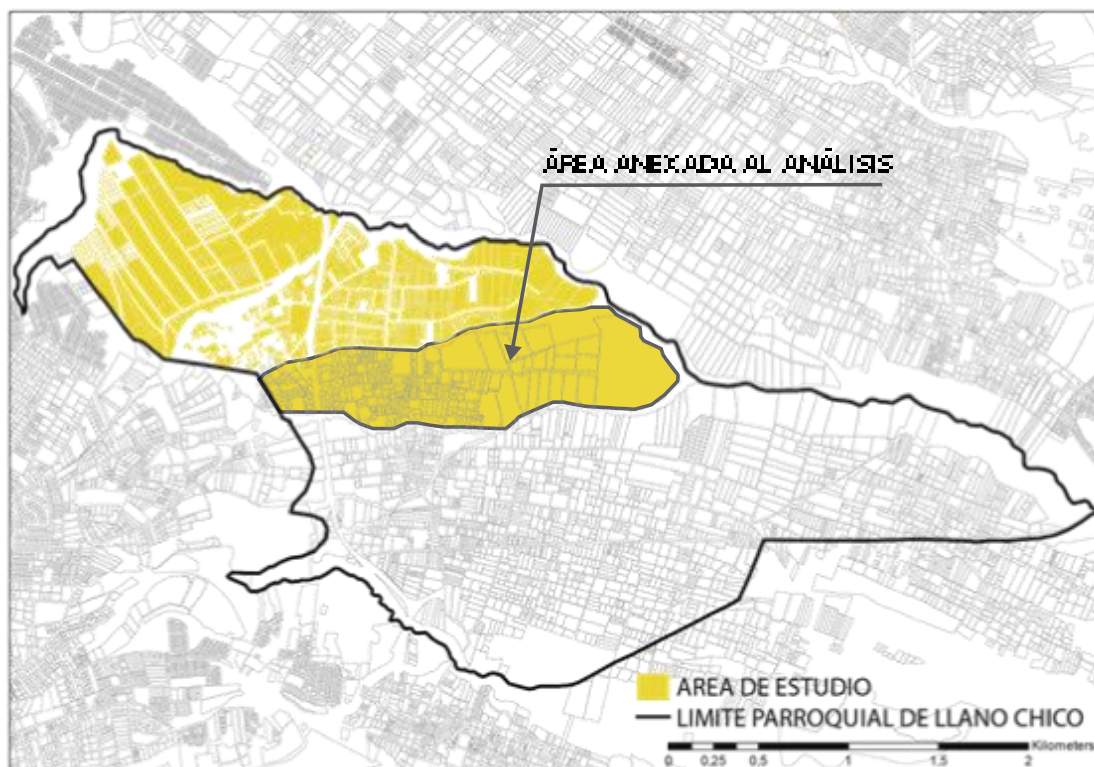 ÁREA ANEXADA AL ANÁLISIS
AREA DE ESTUDIO
LIMITE PARROQUIAL DE LLANO CHICO
Kilometers
0 0.25 0.5 1 1.5 2